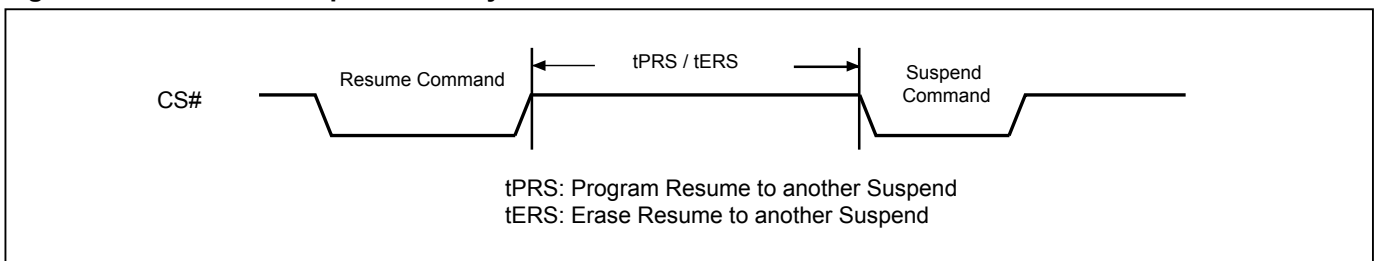 Resume Command
tPRS / tERS
Suspend
Command
CS#
tPRS: Program Resume to another Suspend
tERS: Erase Resume to another Suspend